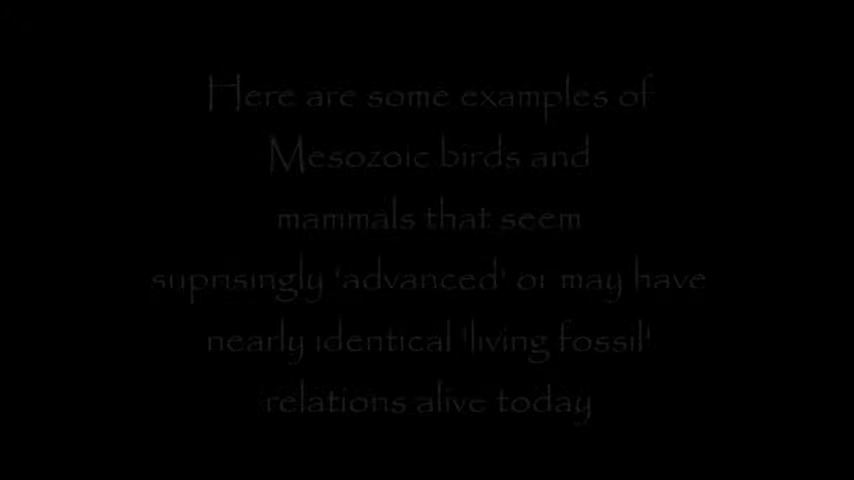 Here are some examples of
Mesozoic birds and
mammals that seem
suprisingly 'advanced' or may have
nearly identical 'living fossil'
relations alive today